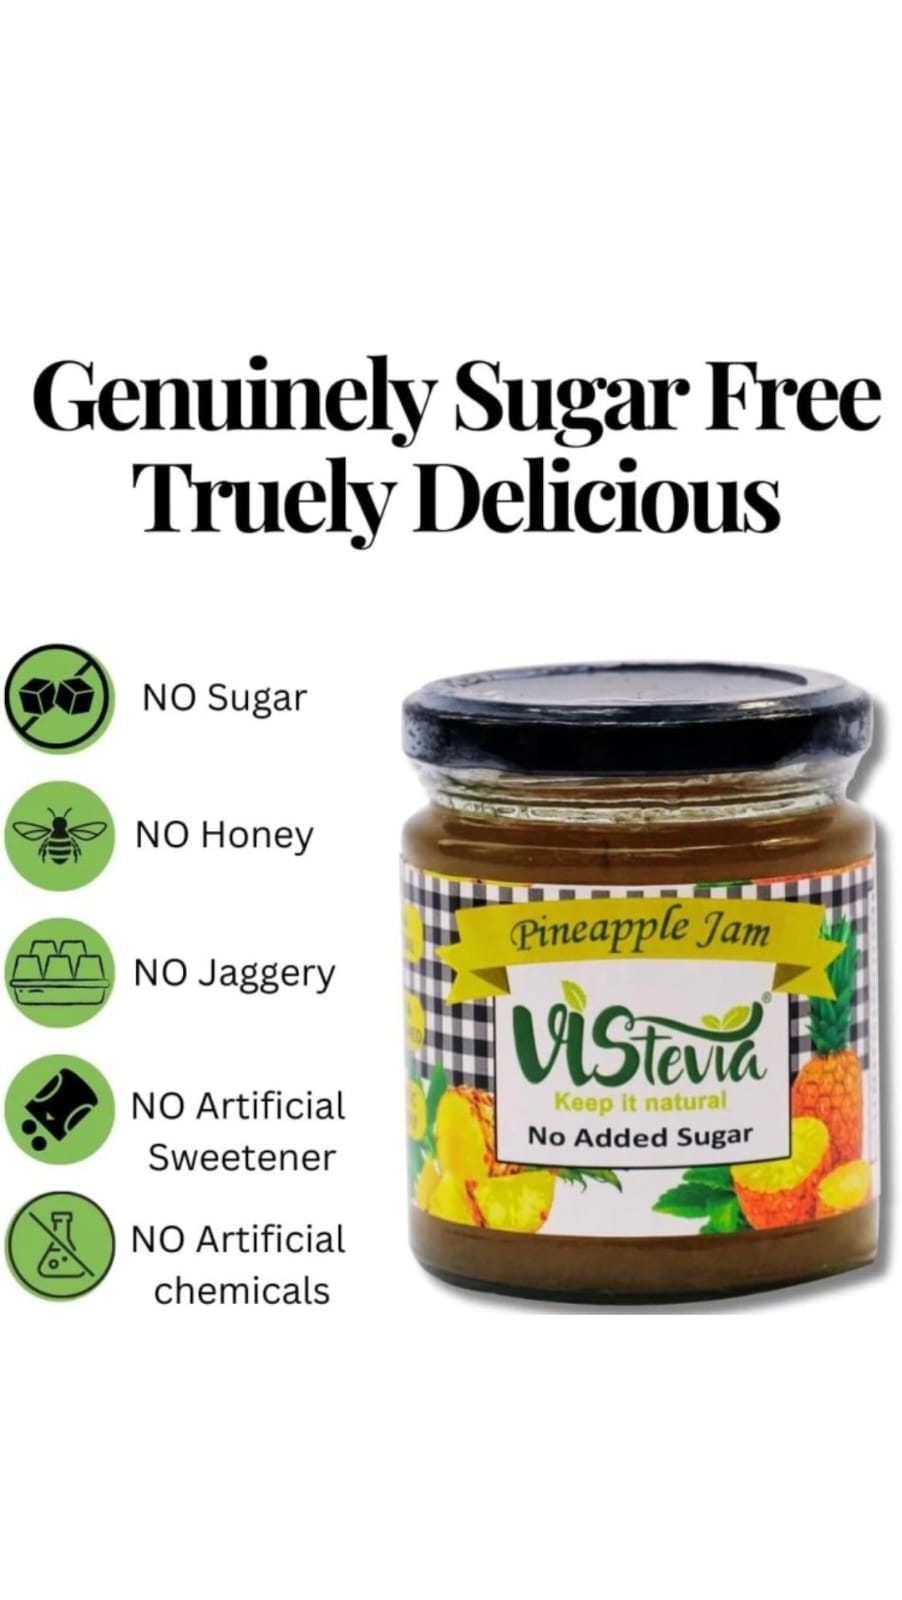 Genuinely Sugar Free
Truely Delicious
NO Sugar
NO Honey
NO Jaggery
NO Artificial
Sweetener
NO Artificial
chemicals
Pineapple Jam
ViStevia®
Keep it natural
No Added Sugar